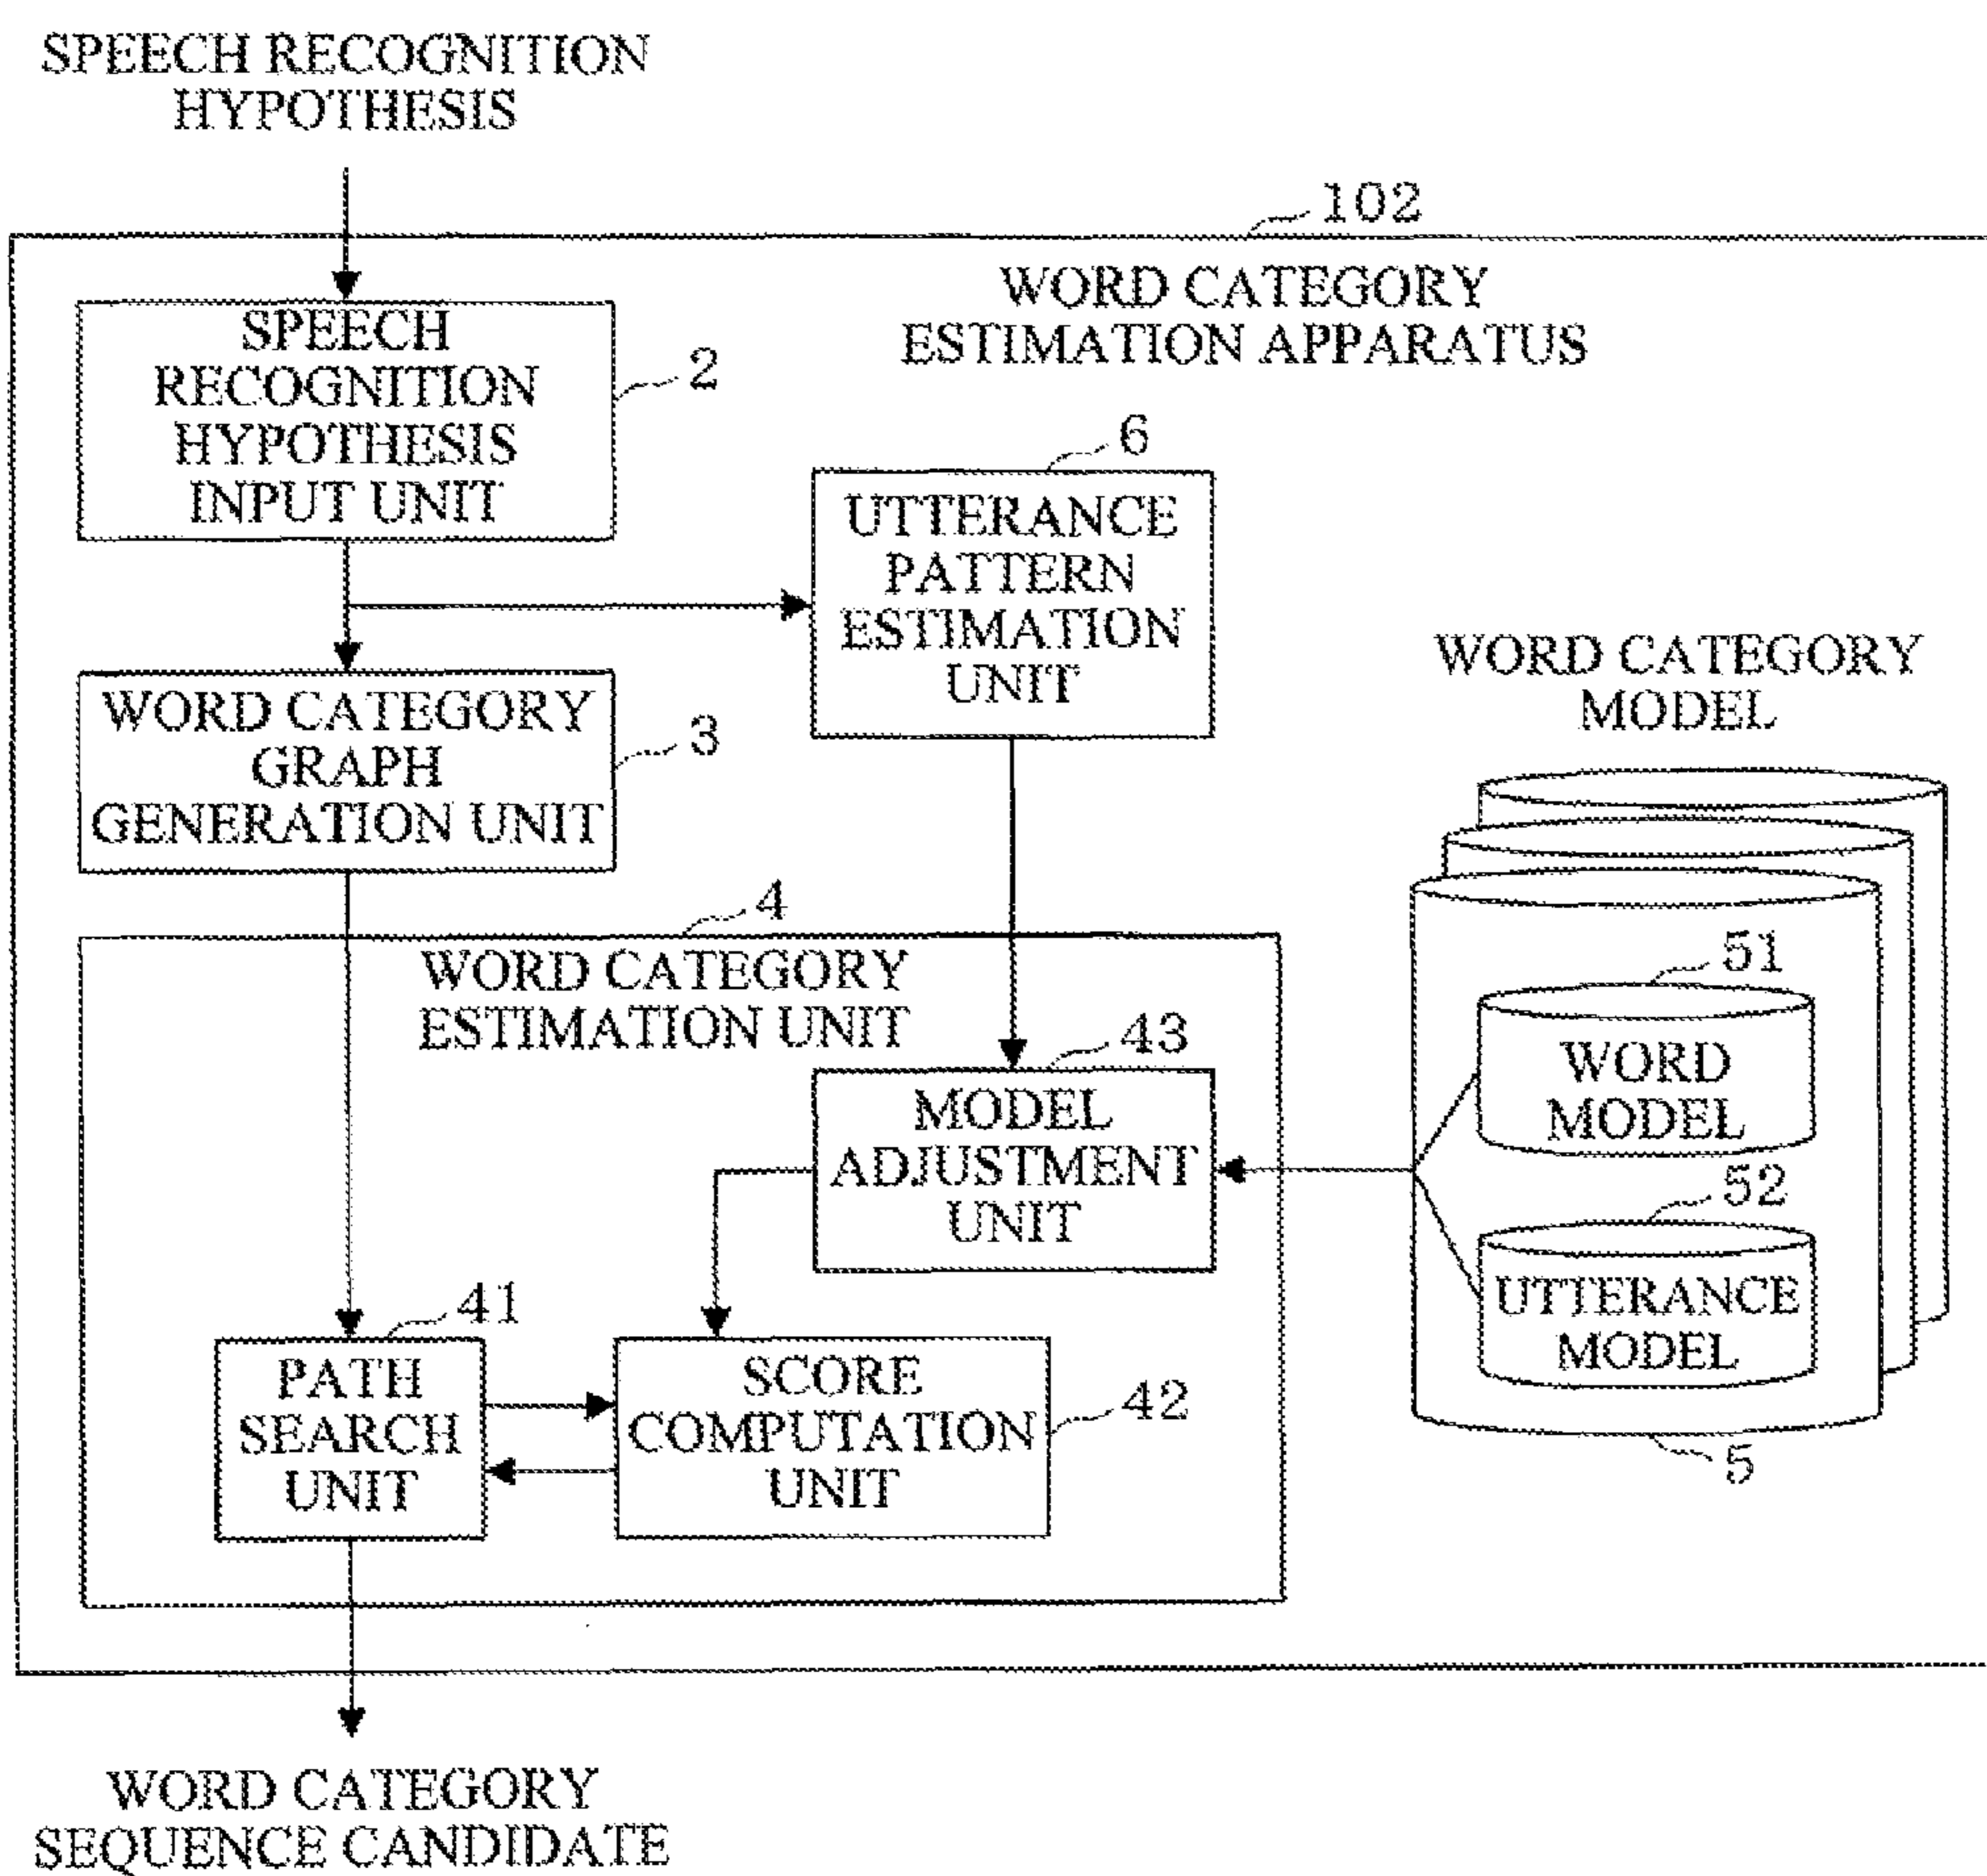 SPEECH RECOGNITION
HYPOTHESIS
102
WORD CATEGORY
ESTIMATION APPARATUS
SPEECH
RECOGNITION
HYPOTHESIS
INPUT UNIT
2
6
UTTERANCE
PATTERN
ESTIMATION
UNIT
WORD CATEGORY
GRAPH
GENERATION UNIT
3
WORD CATEGORY
MODEL
4
WORD CATEGORY
ESTIMATION UNIT
43
MODEL
ADJUSTMENT
UNIT
51
WORD
MODEL
52
UTTERANCE
MODEL
5
41
PATH
SEARCH
UNIT
SCORE
COMPUTATION
UNIT
42
WORD CATEGORY
SEQUENCE CANDIDATE